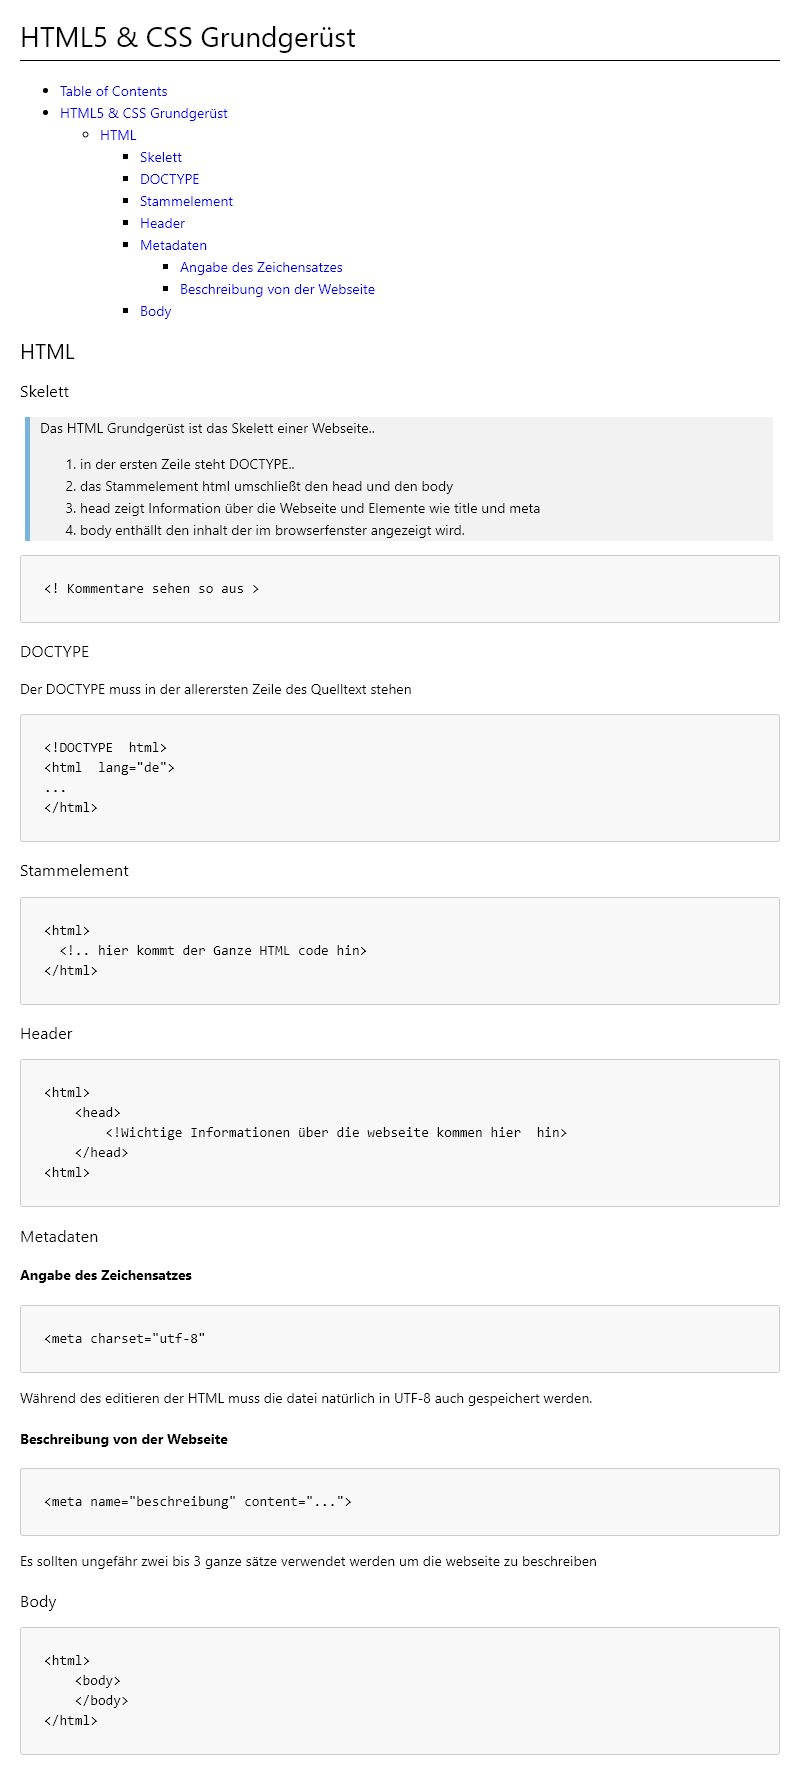 HTML5 & CSS Grundgerüst
Table of Contents
HTML5 & CSS Grundgerüst
HTML
Skelett
DOCTYPE
Stammelement
Header
Metadaten
Angabe des Zeichensatzes
Beschreibung von der Webseite
Body
HTML
Skelett
Das HTML Grundgerüst ist das Skelett einer Webseite..
1. in der ersten Zeile steht DOCTYPE..
2. das Stammelement html umschließt den head und den body
3. head zeigt Information über die Webseite und Elemente wie title und meta
4. body enthällt den inhalt der im browserfenster angezeigt wird.
<! Kommentare sehen so aus >
DOCTYPE
Der DOCTYPE muss in der allerersten Zeile des Quelltext stehen
<!DOCTYPE  html>
<html  lang="de">
...
</html>
Stammelement
<html>
  <!.. hier kommt der Ganze HTML code hin>
</html>
Header
<html>
    <head>
        <!Wichtige Informationen über die webseite kommen hier  hin>
    </head>
<html>
Metadaten
Angabe des Zeichensatzes
<meta charset="utf-8"
Während des editieren der HTML muss die datei natürlich in UTF-8 auch gespeichert werden.
Beschreibung von der Webseite
<meta name="beschreibung" content="...">
Es sollten ungefähr zwei bis 3 ganze sätze verwendet werden um die webseite zu beschreiben
Body
<html>
    <body>
    </body>
</html>